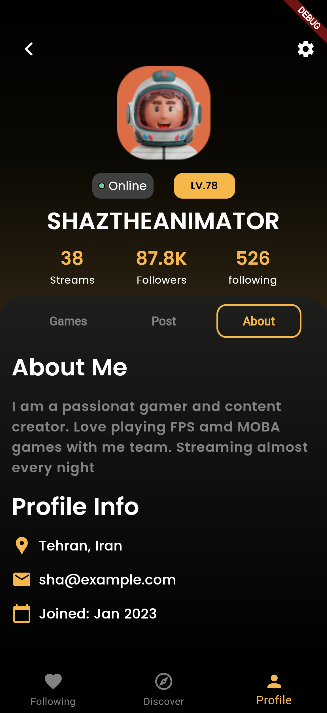 DEBUG
Online
LV.78
SHAZTHEANIMATOR
38 87.8K 526
Streams Followers following
Games Post About
About Me
I am a passionat gamer and content
creator. Love playing FPS amd MOBA
games with me team. Streaming almost
every night
Profile Info
Tehran, Iran
sha@example.com
Joined: Jan 2023
Following Discover Profile